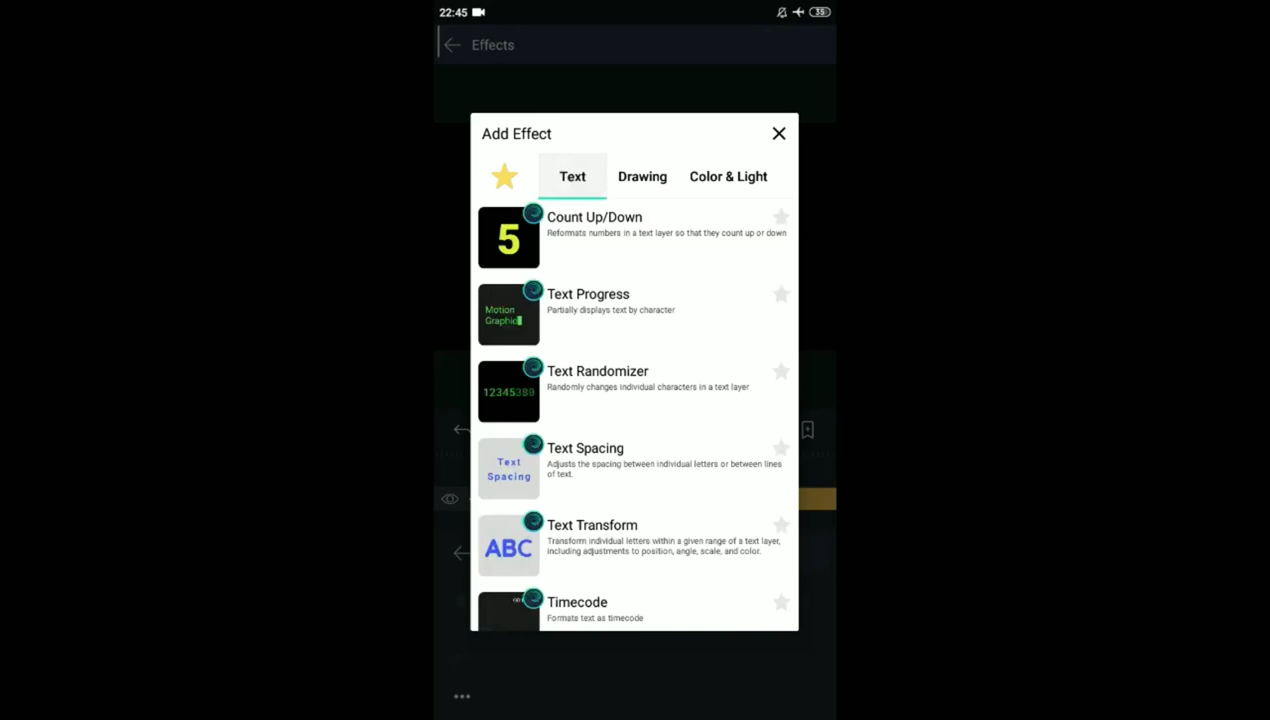 22:45
35
Effects
Add Effect
Text
Drawing
Color & Light
5
Count Up/Down
Reformats numbers in a text layer so that they count up or down
Motion
Graphic
Text Progress
Partially displays text by character
12345380
Text Randomizer
Randomly changes individual characters in a text layer
Text
Spacing
Text Spacing
Adjusts the spacing between individual letters or between lines
of text.
ABC
Text Transform
Transform individual letters within a given range of a text layer,
including adjustments to position, angle, scale, and color.
Timecode
Formats text as timecode